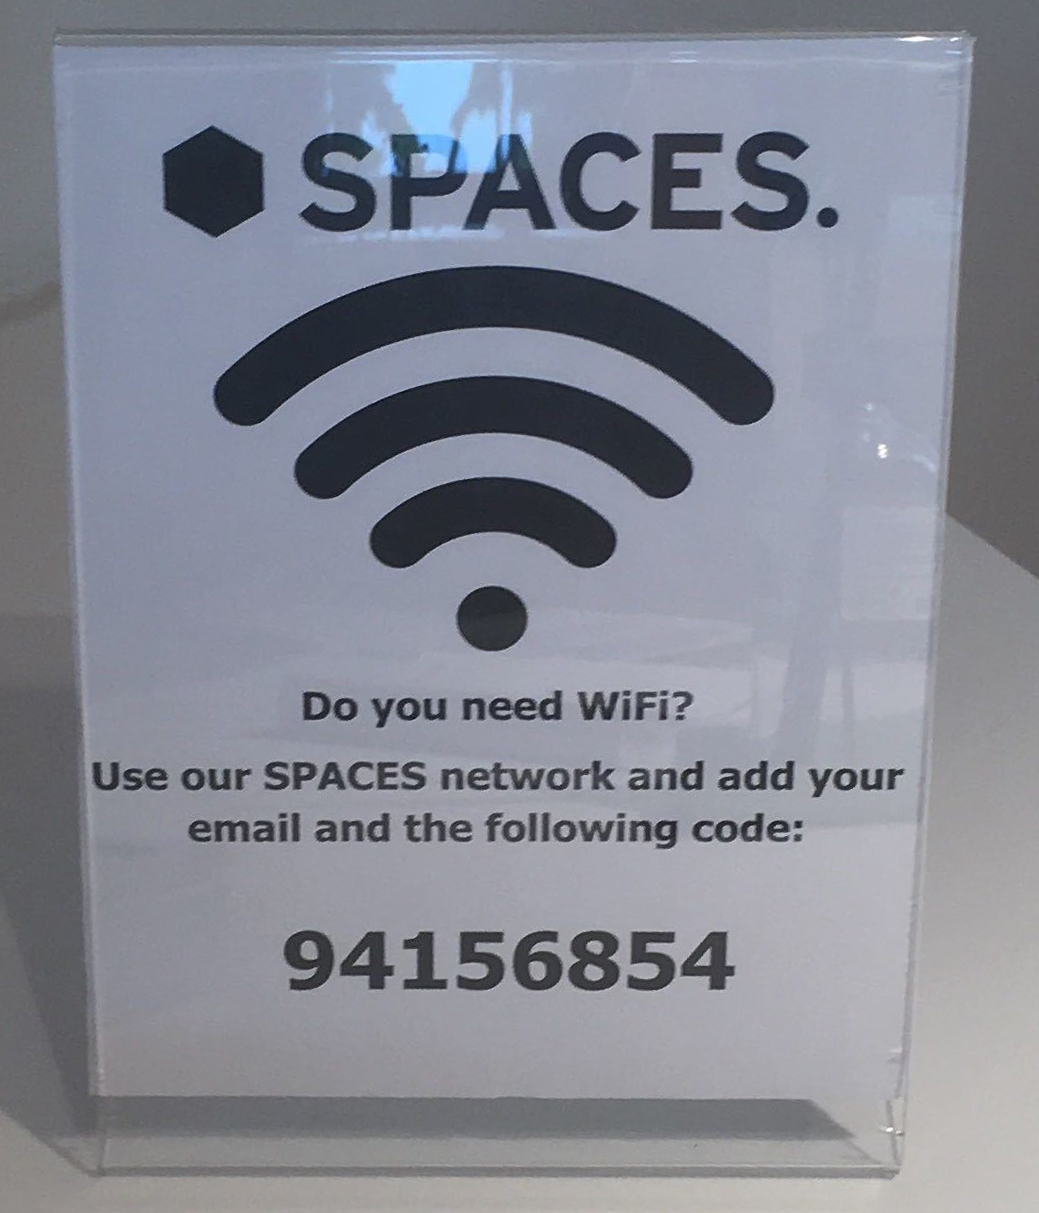 SPACES.
Do you need WiFi?
Use our SPACES network and add your
email and the following code:
94156854